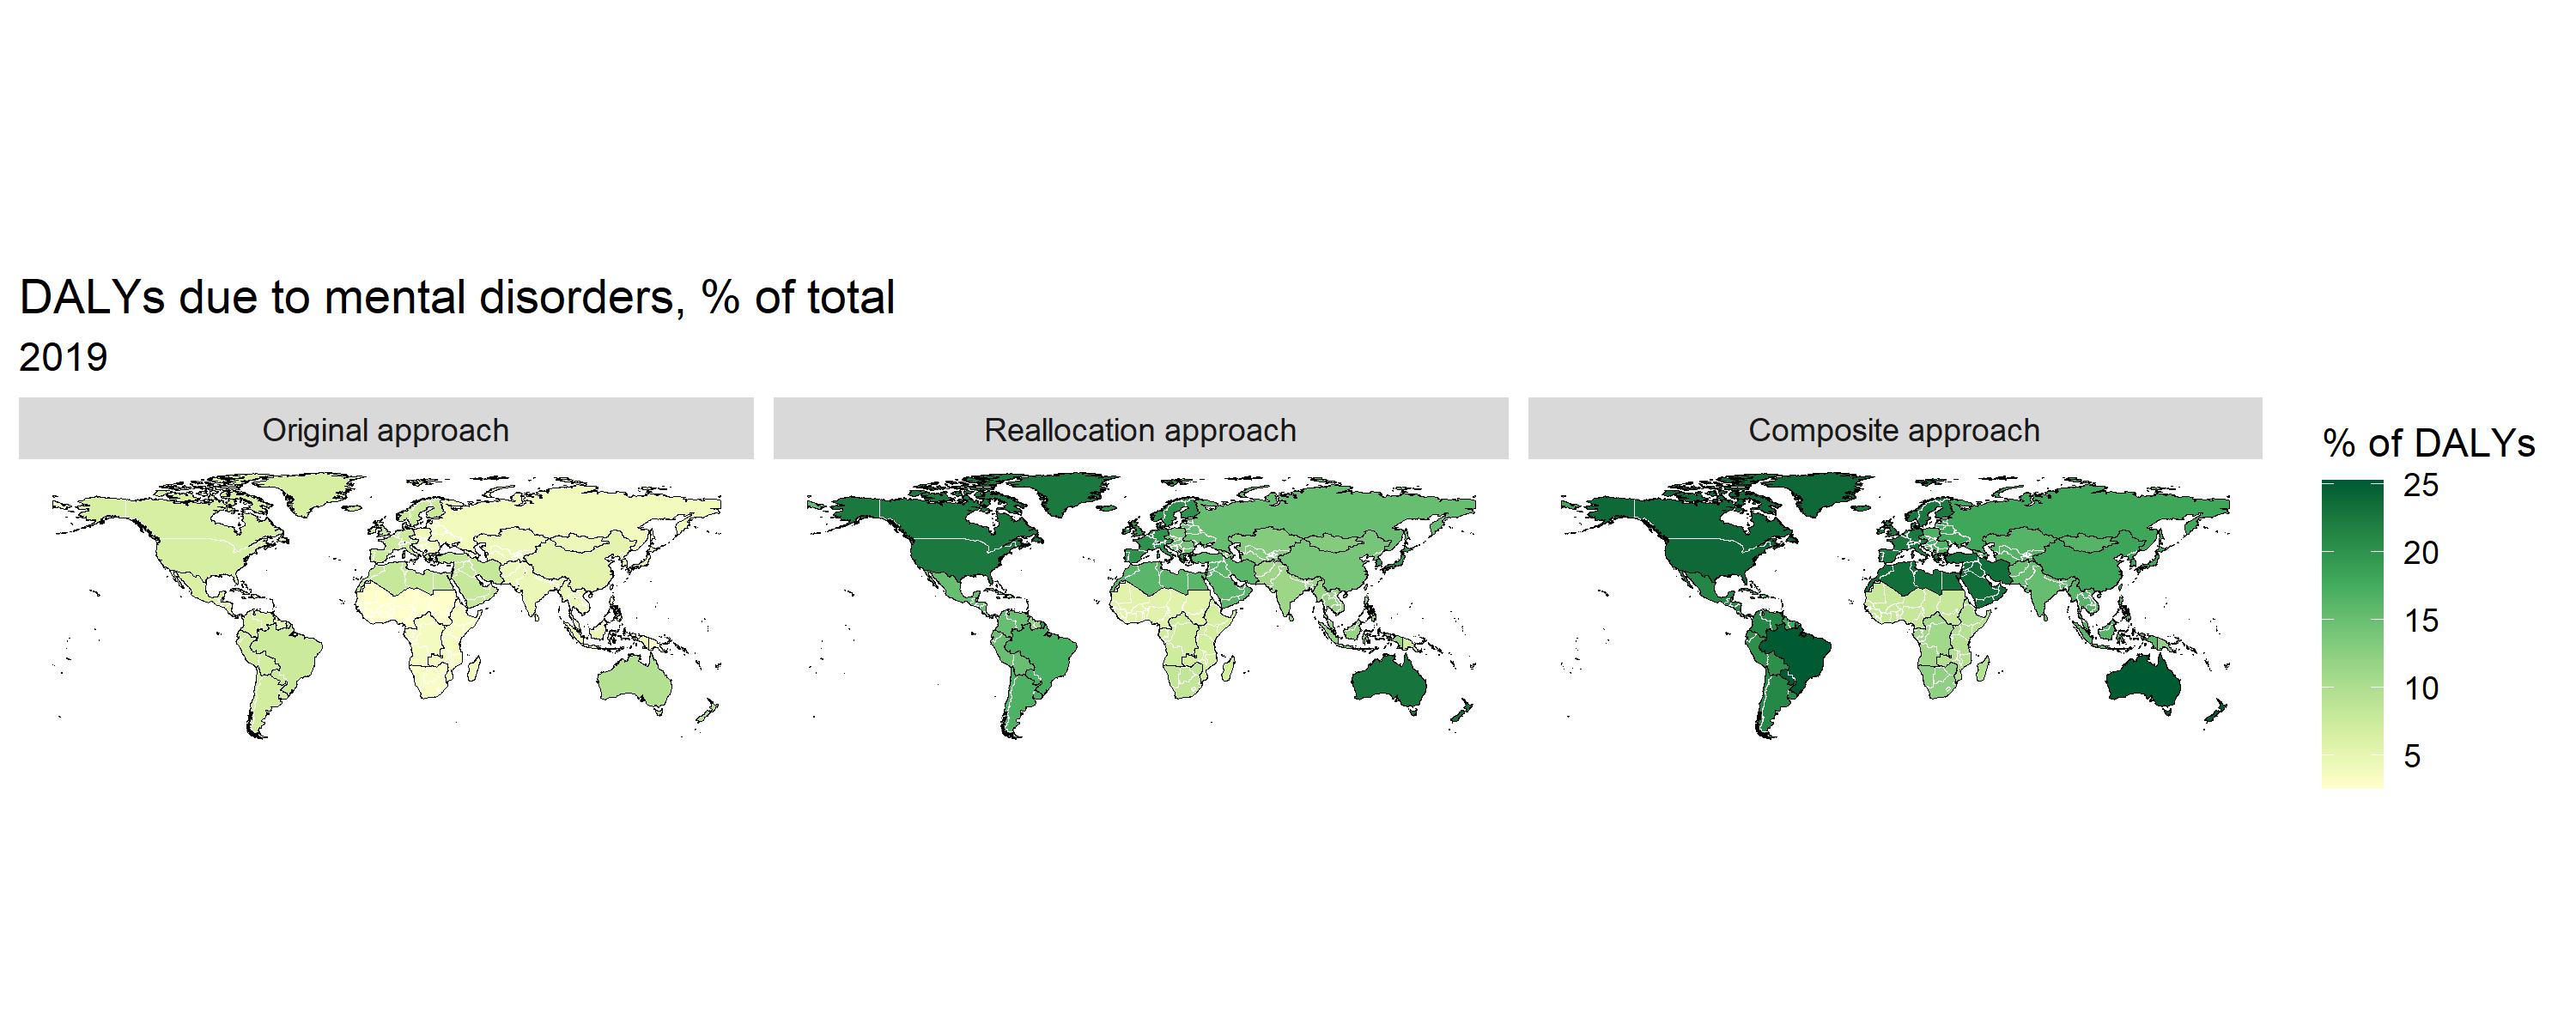 DALYs due to mental disorders, % of total
2019
Original approach
Reallocation approach
Composite approach
% of DALYs
25
20
15
10
5